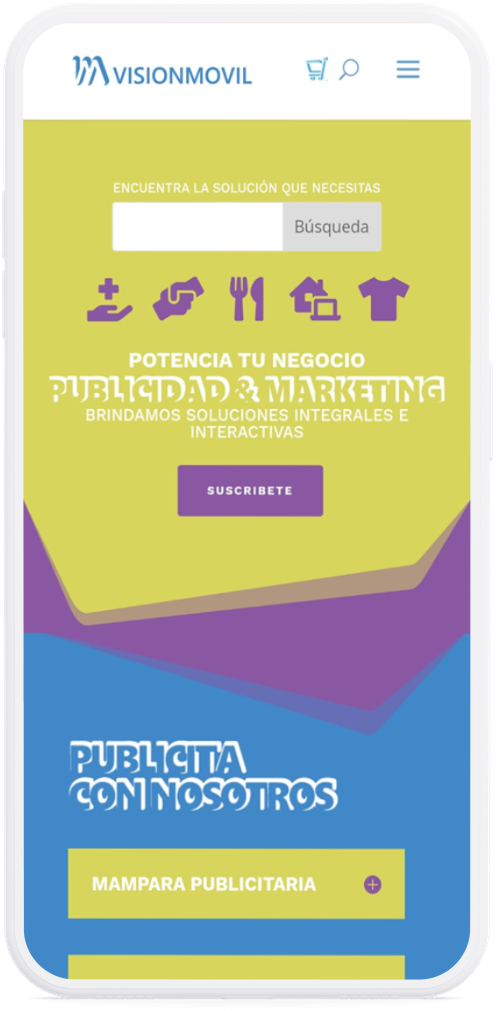 VISIONMOVIL
ENCUENTRA LA SOLUCIÓN QUE NECESITAS
Búsqueda
POTENCIA TU NEGOCIO
PUBLICIDAD & MARKETING
BRINDAMOS SOLUCIONES INTEGRALES E
INTERACTIVAS
SUSCRIBETE
PUBLICITA
CON NOSOTROS
MAMPARA PUBLICITARIA